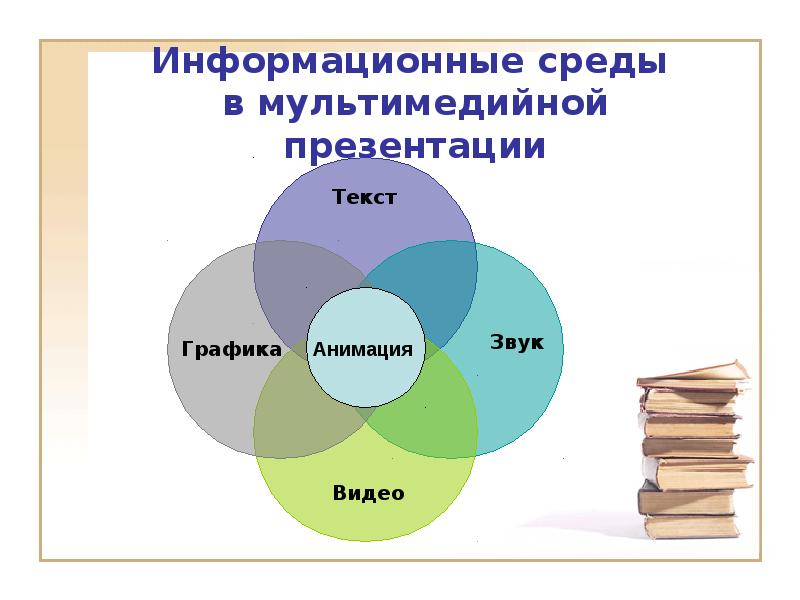 Информационные среды
в мультимедийной
презентации
Текст
Графика
Анимация
Звук
Видео